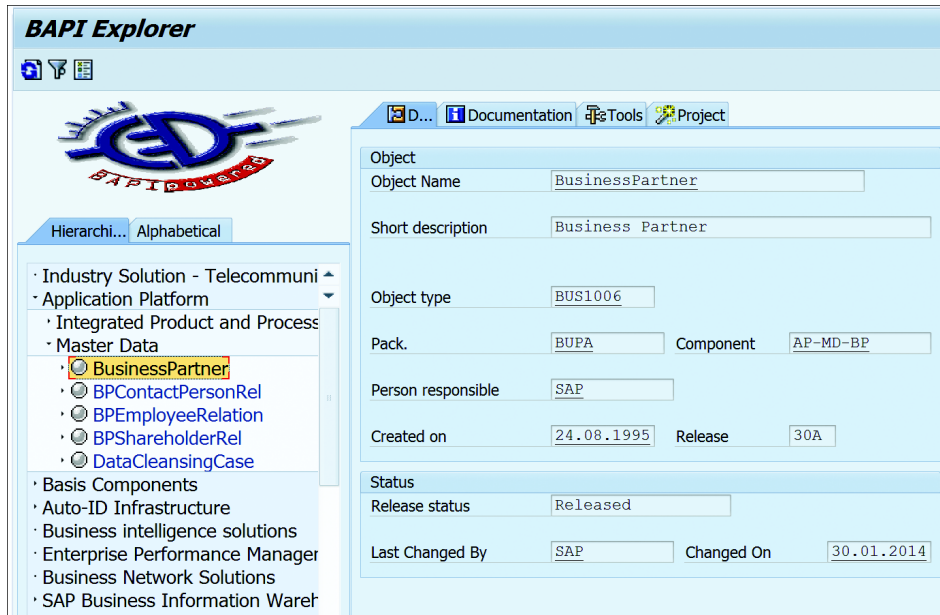 BAPI Explorer
BAPI powered
D...
Documentation
Tools
Project
Hierarchi...
Alphabetical
Industry Solution - Telecommuni
Application Platform
Integrated Product and Process
Master Data
BusinessPartner
BPContactPersonRel
BPEmployeeRelation
BPShareholderRel
DataCleansingCase
Basis Components
Auto-ID Infrastructure
Business intelligence solutions
Enterprise Performance Manager
Business Network Solutions
SAP Business Information Wareh
Object
Object Name BusinessPartner
Short description Business Partner
Object type BUS1006
Pack. BUPA Component AP-MD-BP
Person responsible SAP
Created on 24.08.1995 Release 30A
Status
Release status Released
Last Changed By SAP Changed On 30.01.2014